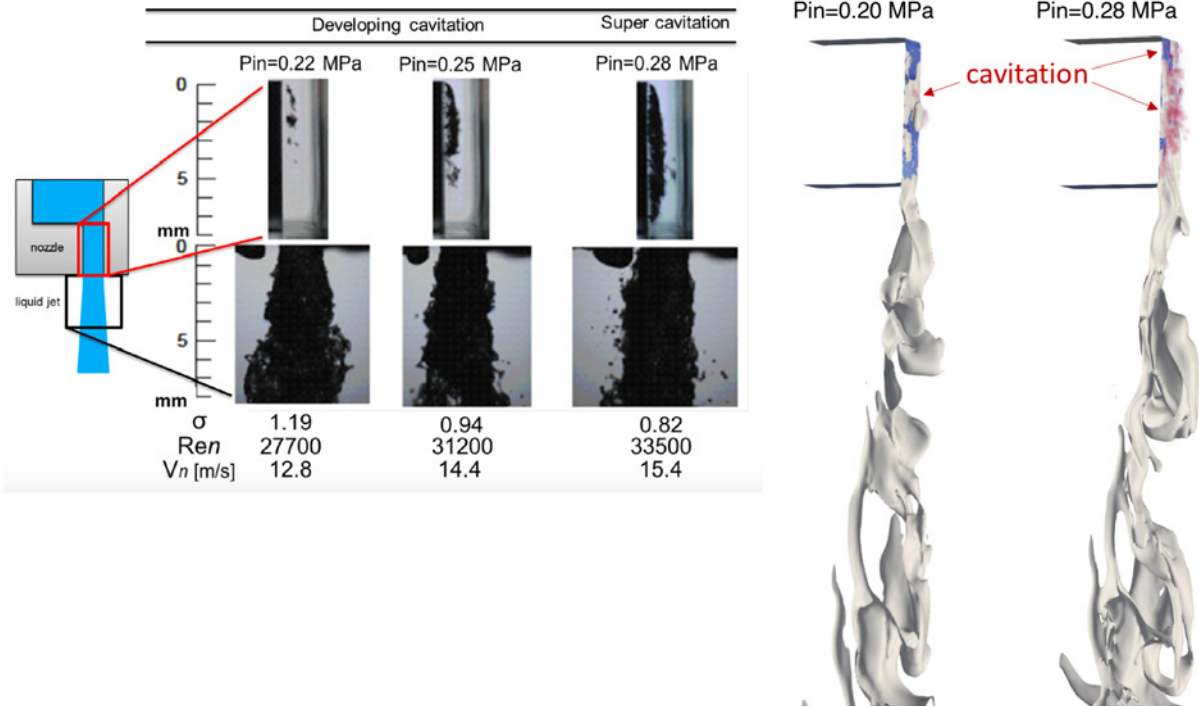 Developing cavitation Super cavitation
Pin=0.22 MPa Pin=0.25 MPa Pin=0.28 MPa
0
5
mm
0
5
mm
nozzle
liquid jet
σ 1.19 0.94 0.82
Ren 27700 31200 33500
Vn [m/s] 12.8 14.4 15.4
Pin=0.20 MPa Pin=0.28 MPa
cavitation